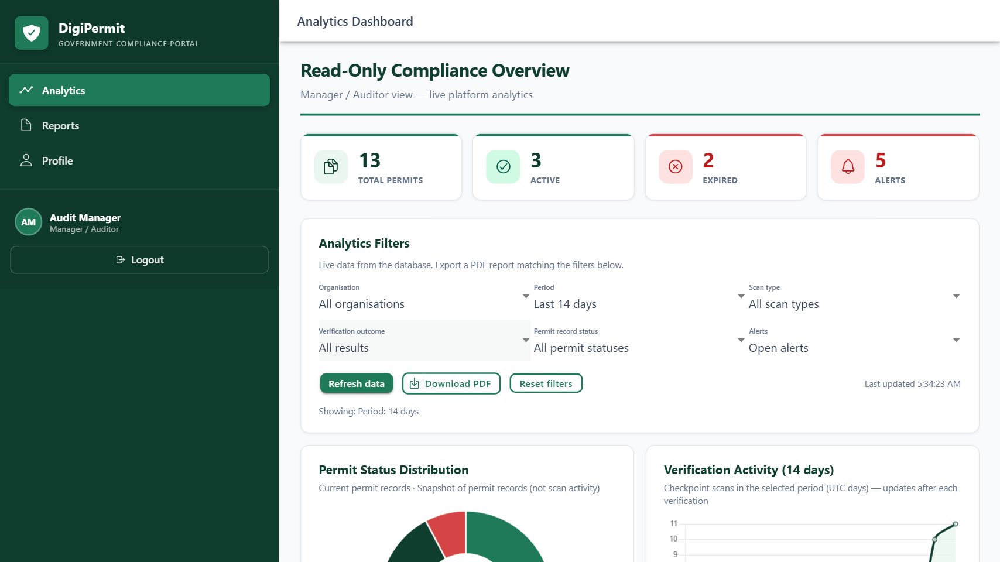 DigiPermit
GOVERNMENT COMPLIANCE PORTAL
Analytics
Reports
Profile
AM
Audit Manager
Manager / Auditor
Logout
Analytics Dashboard
Read-Only Compliance Overview
Manager / Auditor view — live platform analytics
13
TOTAL PERMITS
3
ACTIVE
2
EXPIRED
5
ALERTS
Analytics Filters
Live data from the database. Export a PDF report matching the filters below.
Organisation
All organisations
Period
Last 14 days
Scan type
All scan types
Verification outcome
All results
Permit record status
All permit statuses
Alerts
Open alerts
Refresh data
Download PDF
Reset filters
Last updated 5:34:23 AM
Showing: Period: 14 days
Permit Status Distribution
Current permit records · Snapshot of permit records (not scan activity)
Verification Activity (14 days)
Checkpoint scans in the selected period (UTC days) — updates after each
verification
11
10
9